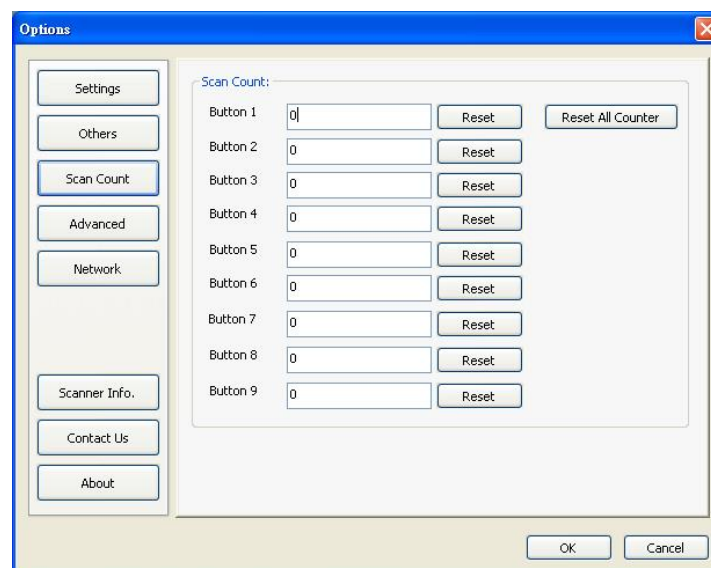 Options
Settings
Others
Scan Count
Advanced
Network
Scanner Info.
Contact Us
About
Scan Count:
Button 1 0 Reset Reset All Counter
Button 2 0 Reset
Button 3 0 Reset
Button 4 0 Reset
Button 5 0 Reset
Button 6 0 Reset
Button 7 0 Reset
Button 8 0 Reset
Button 9 0 Reset
OK Cancel